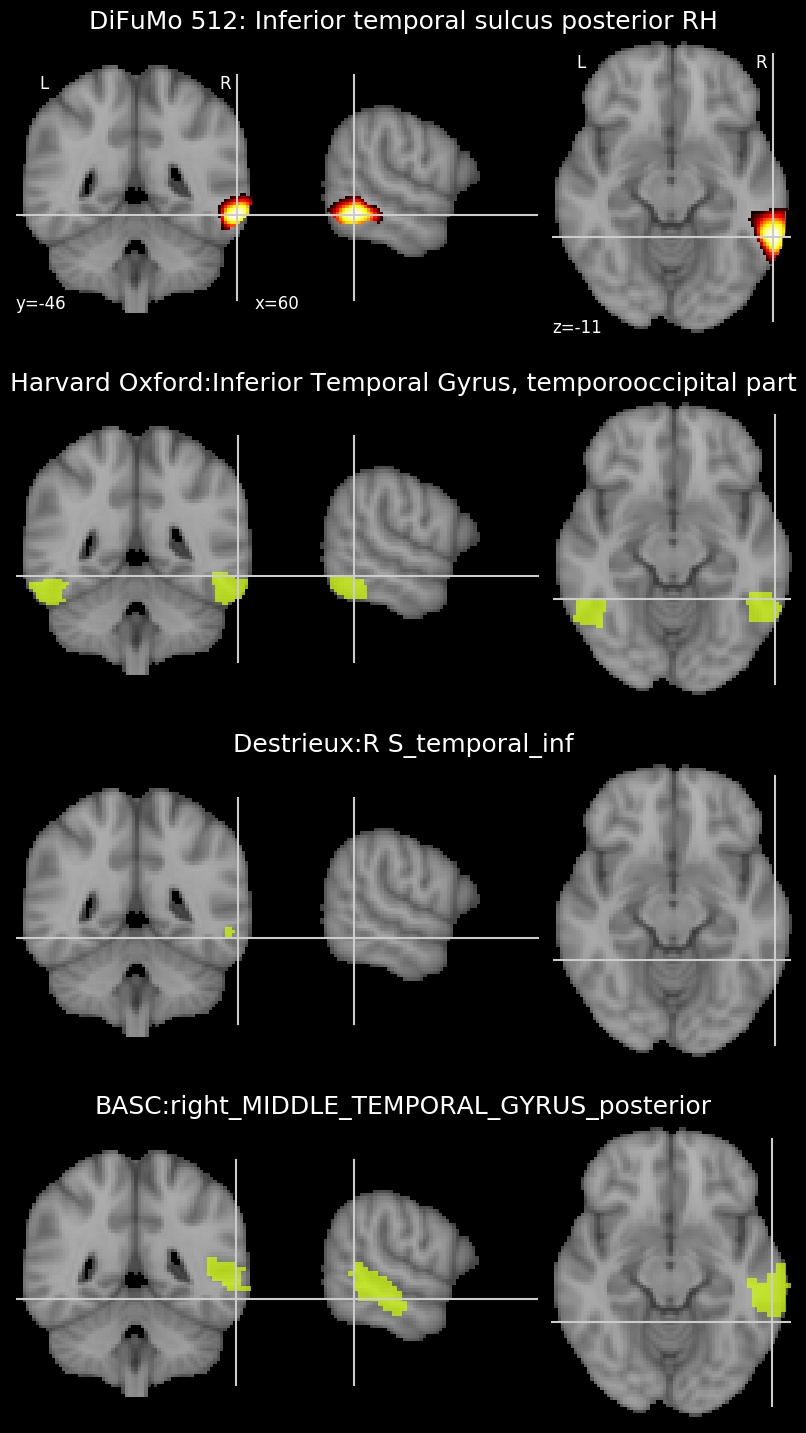 DiFuMo 512: Inferior temporal sulcus posterior RH
L R L R
y=-46 x=60 z=-11
Harvard Oxford:Inferior Temporal Gyrus, temporooccipital part
Destrieux:R S_temporal_inf
BASC:right_MIDDLE_TEMPORAL_GYRUS_posterior